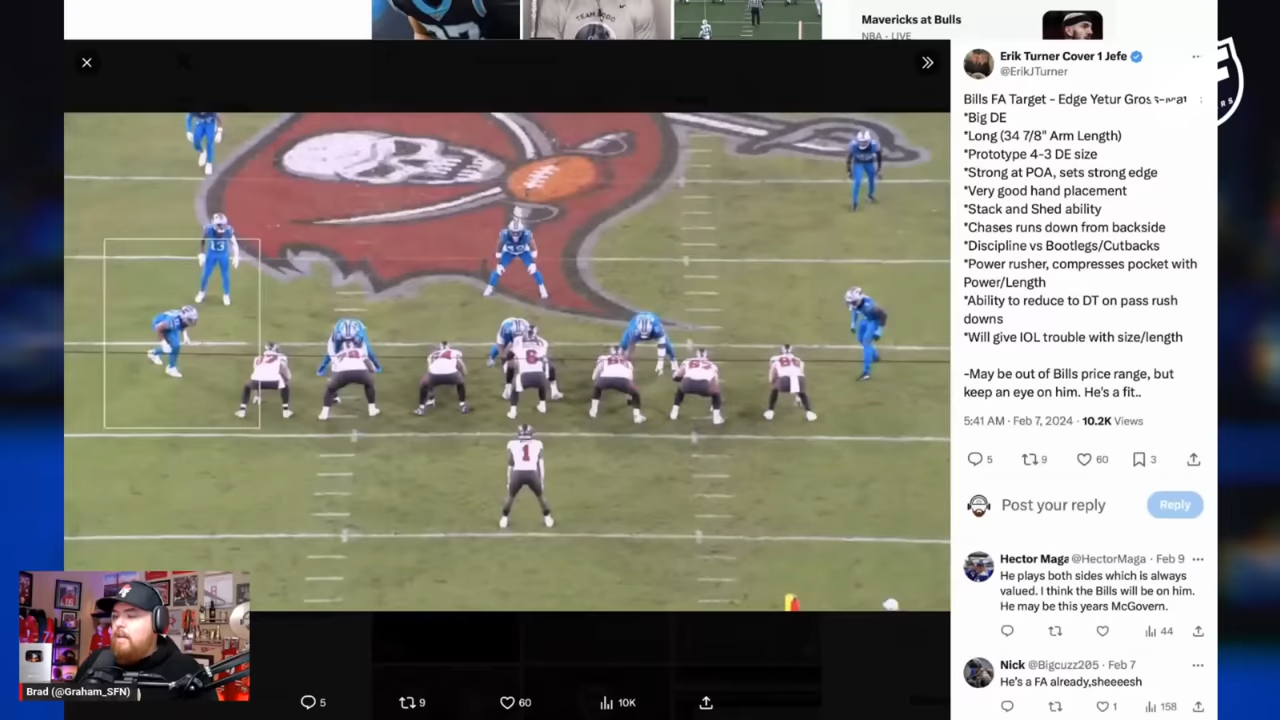 Mavericks at Bulls
NBA · LIVE
Erik Turner Cover 1 Jefe
@ErikJTurner
Bills FA Target - Edge Yetur
*Big DE
*Long (34 7/8" Arm Length)
*Prototype 4-3 DE size
*Strong at POA, sets strong edge
*Very good hand placement
*Stack and Shed ability
*Chases runs down from backside
*Discipline vs Bootlegs/Cutbacks
*Power rusher, compresses pocket with
Power/Length
*Ability to reduce to DT on pass rush
downs
*Will give IOL trouble with size/length
-May be out of Bills price range, but
keep an eye on him. He's a fit..
5:41 AM · Feb 7, 2024 · 10.2K Views
5 9 60 3
Post your reply
Reply
Hector Maga @HectorMaga · Feb 9
He plays both sides which is always
valued. I think the Bills will be on him.
He may be this years McGovern.
44
Nick @Bigcuzz205 · Feb 7
He's a FA already,sheeeesh
1 158
13
6
1
Brad (@Graham_SFN)
5 9 60 10K